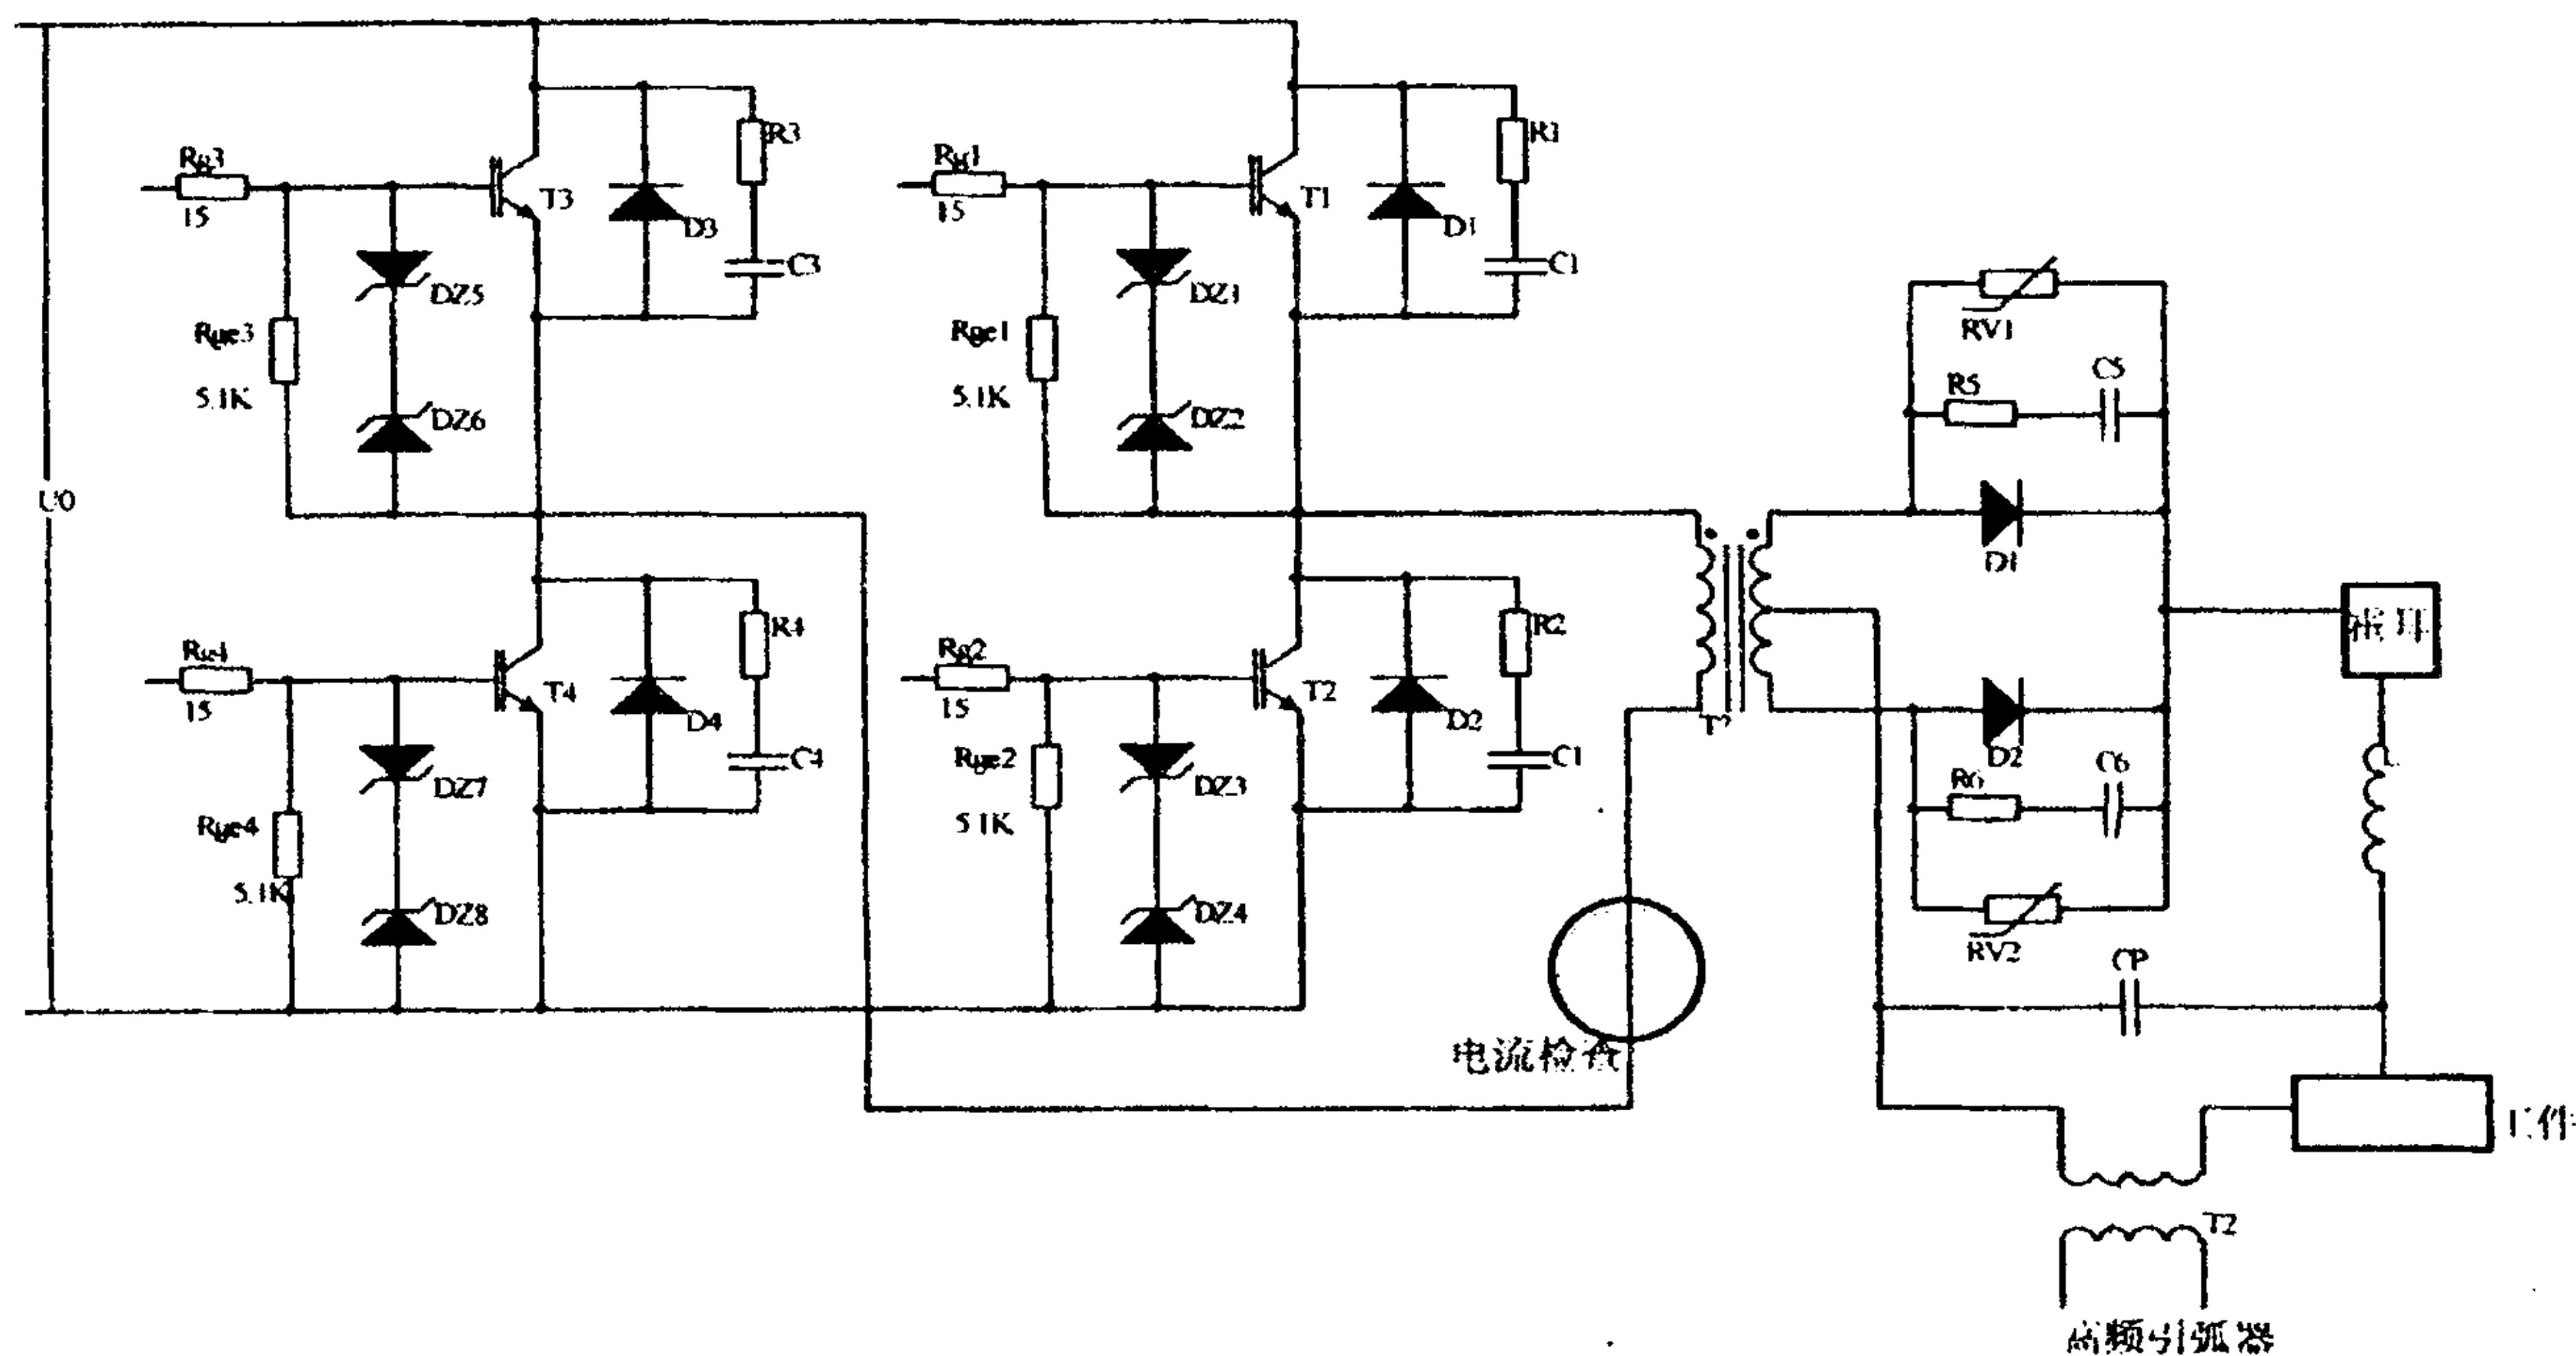 R3
R1
Rg3
T3
15
D3
C3
DZ5
Rge3
5.1K
DZ6
Rg1
T1
15
D1
C1
DZ1
Rge1
5.1K
DZ2
RV1
R5
C5
D1
U0
R4
T4
15
D4
C4
DZ7
Rge4
5.1K
DZ8
Rg2
R2
T2
15
D2
C1
Rge2
DZ3
5.1K
DZ4
D2
R6
C6
RV2
CP
电流检查
工件
T2
高频引弧器